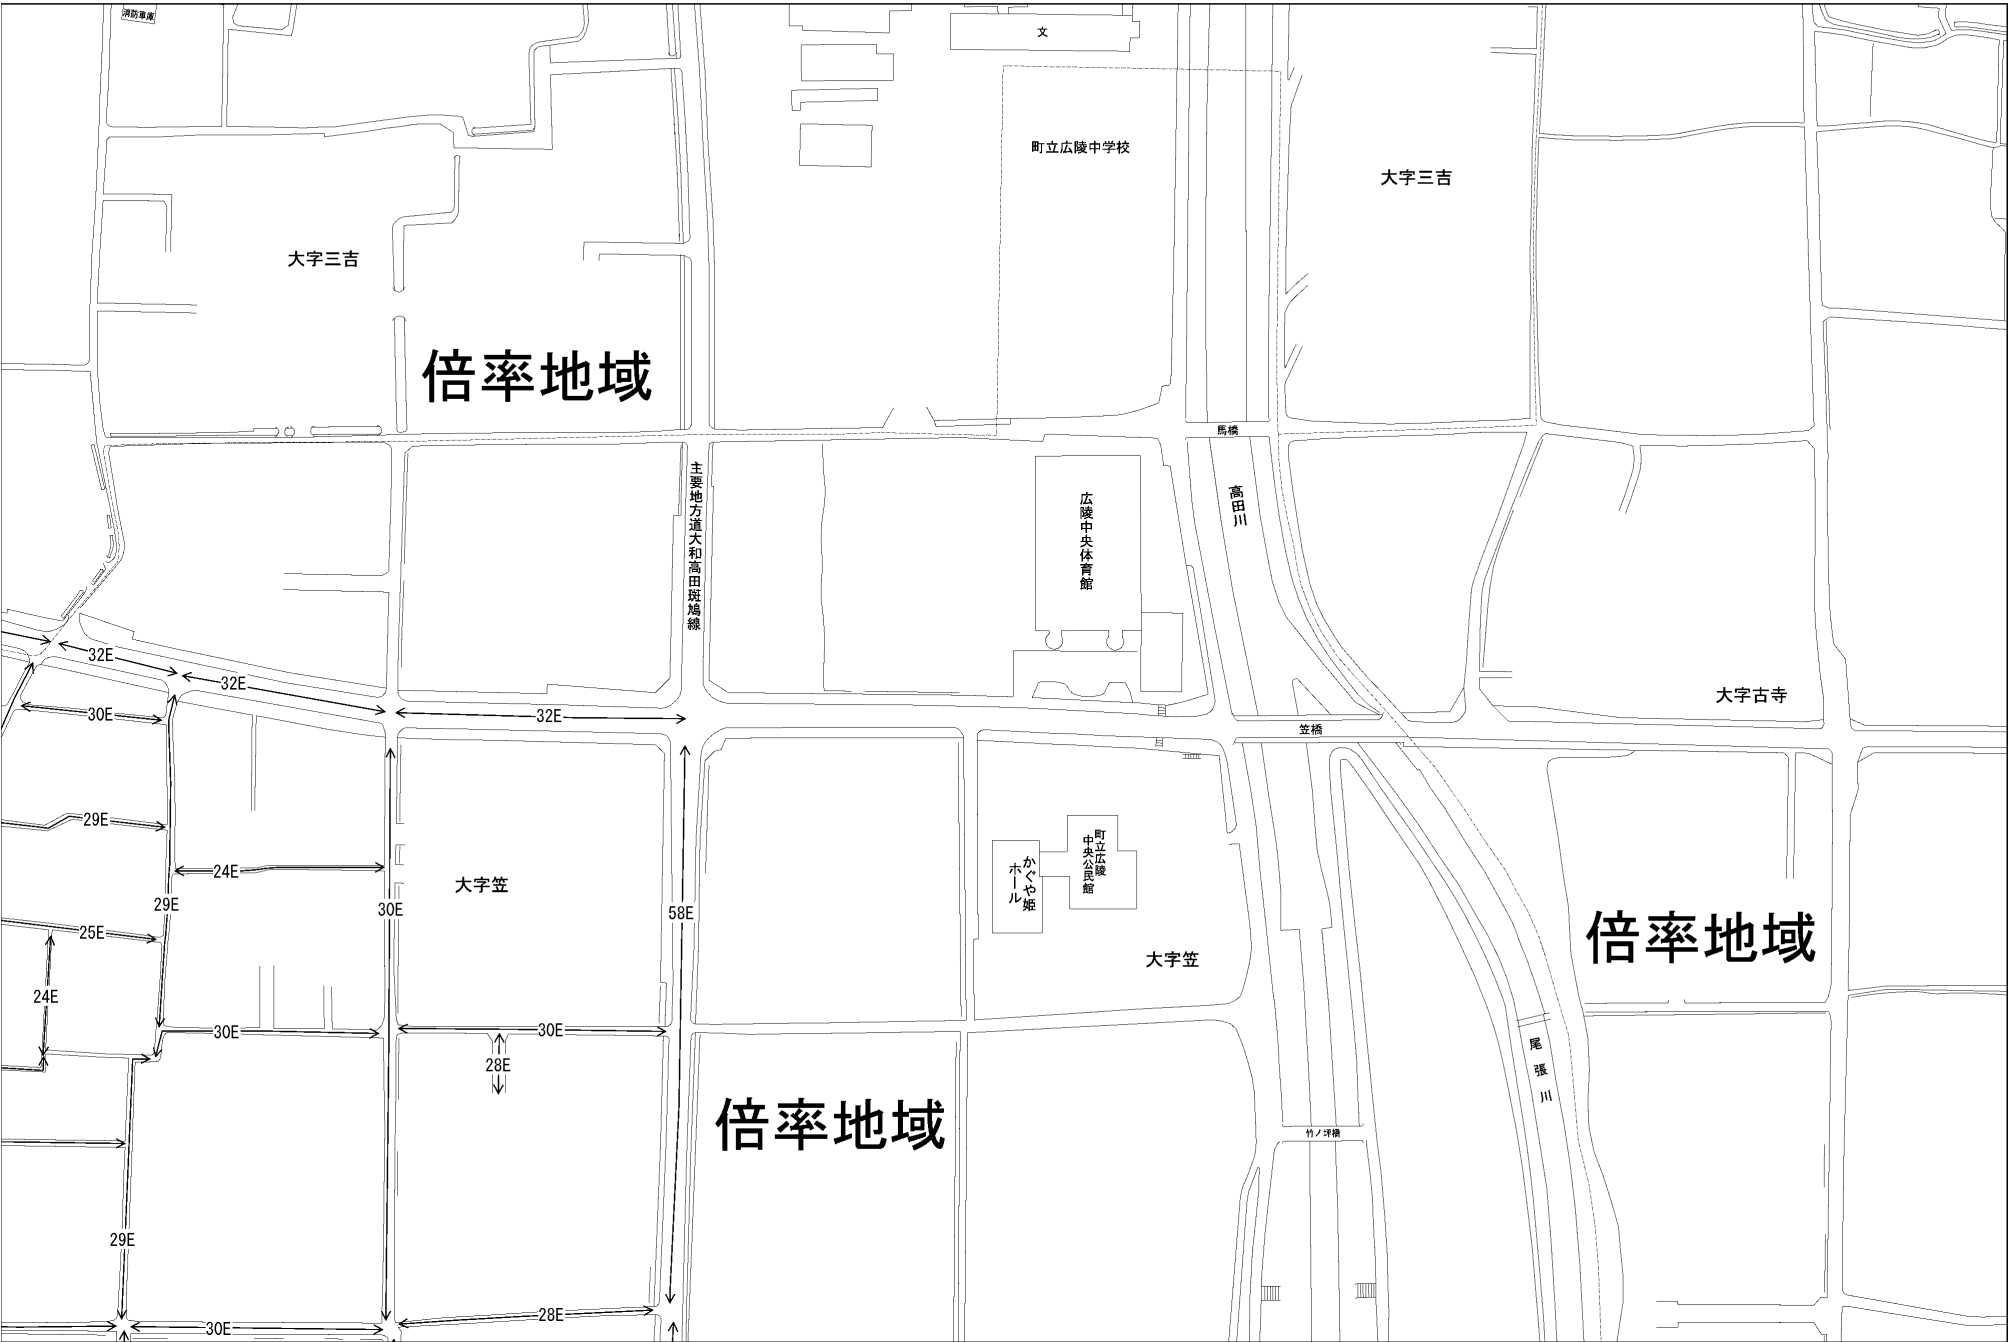 消防車庫
文
町立広陵中学校
大字三吉
大字三吉
倍率地域
馬橋
主要地方道大和高田斑鳩線
広陵中央体育館
高田川
32E
32E
30E
32E
大字古寺
笠橋
29E
24E
大字笠
町立広陵
中央公民館
かぐや姫
ホール
29E
30E
58E
25E
倍率地域
大字笠
24E
30E
30E
28E
尾張川
倍率地域
竹ノ坪橋
29E
28E
30E